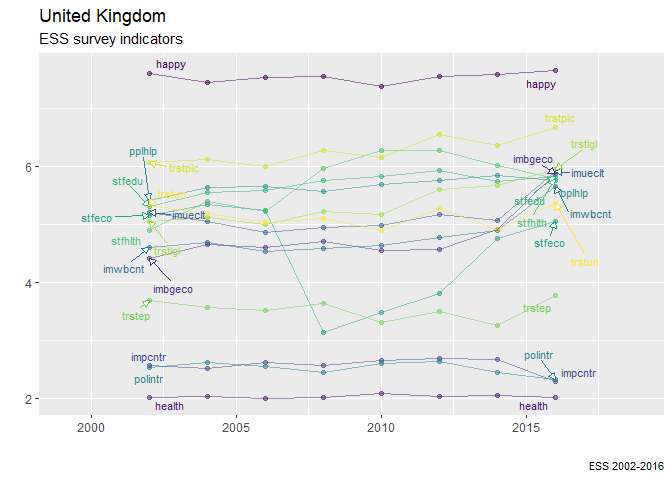 United Kingdom
ESS survey indicators
happy
happy
trstplc
pplhlp
imbgeco
trstlgl
trstplc
imueclt
stfedu
trstun
pplhlp
stfedu
stfeco
imueclt
imwbcnt
stfhlth
stfhlth
trstlgl
stfeco
imwbcnt
trstun
imbgeco
trstep
trstep
impcntr
polintr
polintr
impcntr
health
health
6
4
2
2000
2005
2010
2015
ESS 2002-2016